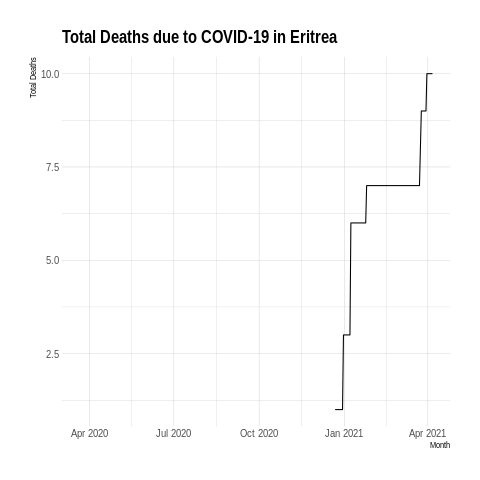 Total Deaths due to COVID-19 in Eritrea
Total Deaths
10.0
7.5
5.0
2.5
Apr 2020 Jul 2020 Oct 2020 Jan 2021 Apr 2021
Month